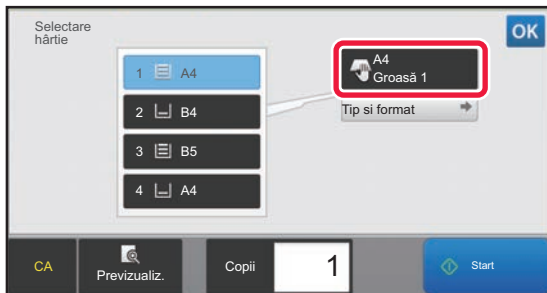 Selectare
hârtie
OK
1 A4
2 B4
3 B5
4 A4
A4
Groasă 1
Tip si format
CA
Previzualiz.
Copii
1
Start